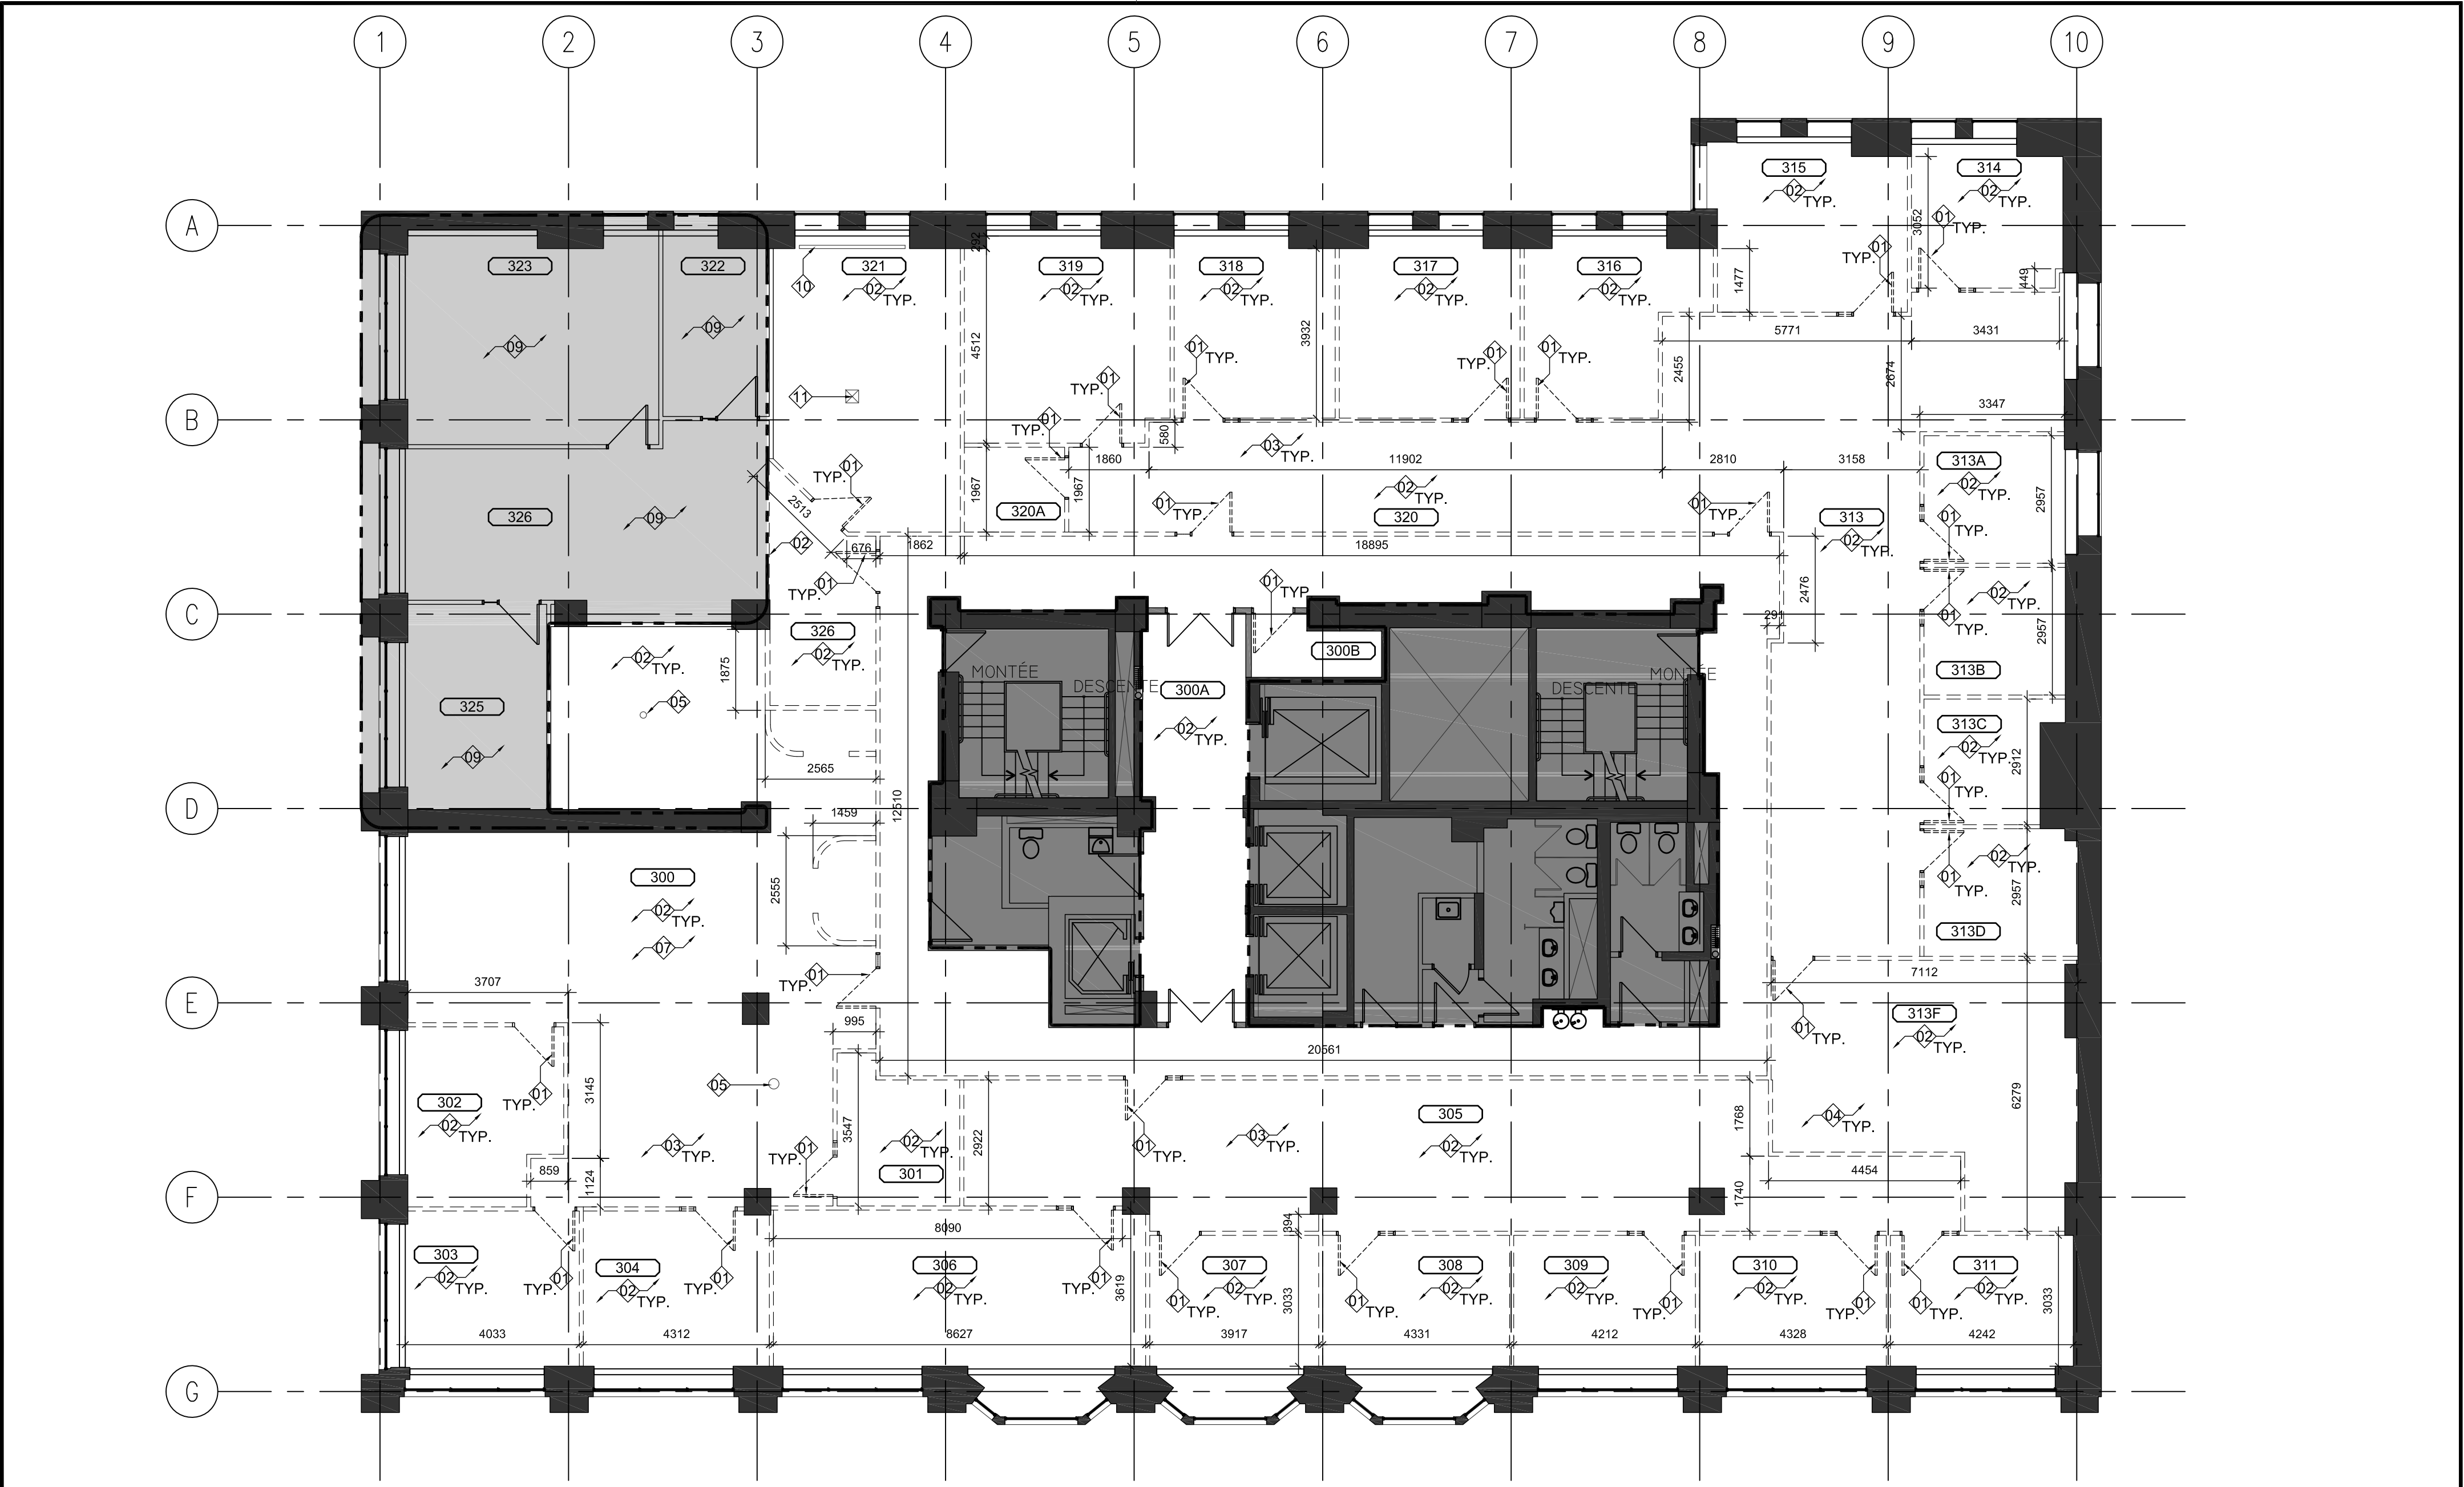 1 2 3 4 5 6 7 8 9 10
315 314
02 TYP. 02 TYP.
3052
01 TYP.
01 TYP.
449
A
292
323 322 321 319 318 317 316
10 02 TYP. 02 TYP. 02 TYP. 02 TYP. 02 TYP.
1477
09 09
4512 3932 2455
5771 3431
2674
01 TYP. 01 TYP. 01 TYP.
01 TYP.
11
3347
B
01 TYP.
580
03 TYP.
1860 11902 2810 3158
313A
02 TYP.
2957
01 TYP.
2513
1967 1967
02 TYP.
01 TYP. 01 TYP.
326 09
320A 320 313
01 TYP.
02
02 TYP.
676 1862 18895
01 TYP.
01 TYP.
2476
02 TYP.
01 TYP.
2957
C
291
326
02 TYP.
02 TYP.
1875
300B
313B
MONTÉE
DESCENTE
300A
DESCENTE
MONTÉE
325
05
02 TYP.
313C
02 TYP.
2912
09
2565
01 TYP.
D
1459
12510
02 TYP.
300
02 TYP.
2555
01 TYP.
2957
07
313D
01 TYP.
3707
7112
E
995
313F
02 TYP.
01 TYP.
20561
05
01 TYP.
3145
302
02 TYP.
305
1768
6279
04 TYP.
03 TYP.
01 TYP.
3547
02 TYP.
2922
301
01 TYP.
03 TYP.
02 TYP.
859
1124
4454
1740
F
394
8090
303
02 TYP.
01 TYP.
304
02 TYP.
01 TYP.
306
02 TYP.
01 TYP.
3619
307
02 TYP.
01 TYP.
3033
308
02 TYP.
01 TYP.
309
02 TYP.
01 TYP.
310
02 TYP.
01 TYP.
311
02 TYP.
01 TYP.
3033
4033 4312 8627 3917 4331 4212 4328 4242
G